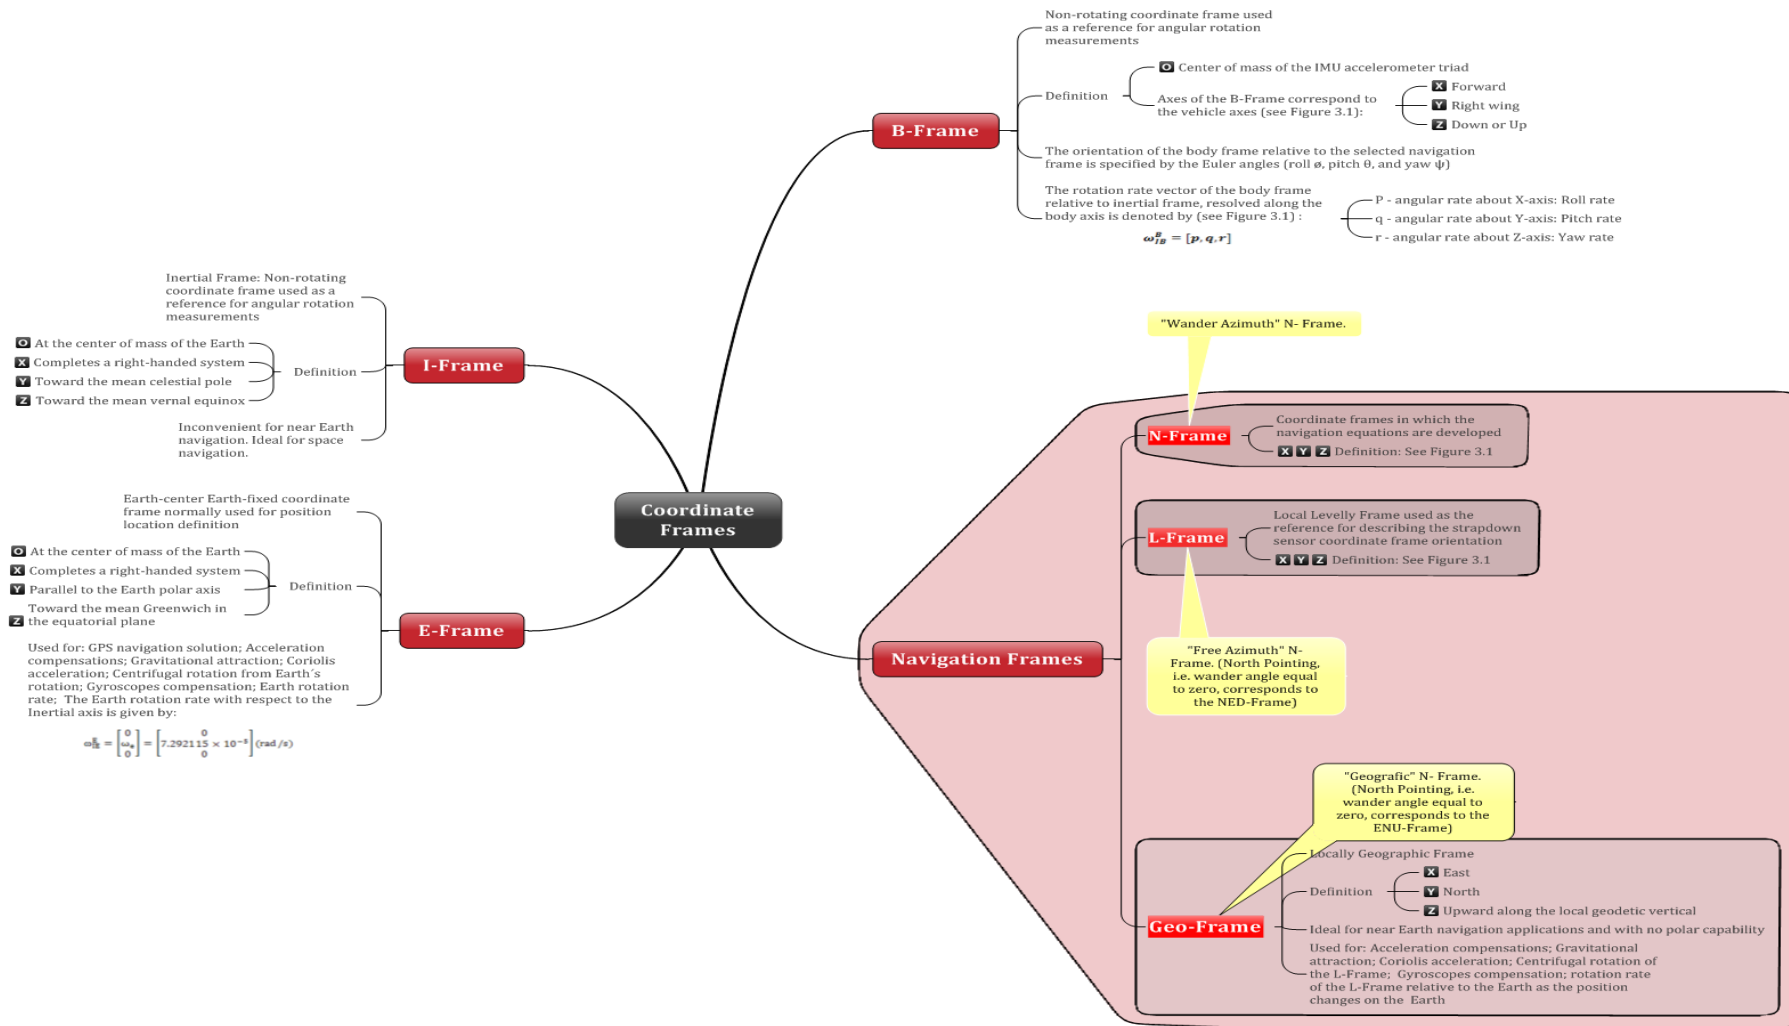 Coordinate
Frames
B-Frame
Non-rotating coordinate frame used
as a reference for angular rotation
measurements
Definition
O Center of mass of the IMU accelerometer triad
Axes of the B-Frame correspond to
the vehicle axes (see Figure 3.1):
X Forward
Y Right wing
Z Down or Up
The orientation of the body frame relative to the selected navigation
frame is specified by the Euler angles (roll ø, pitch θ, and yaw ψ)
The rotation rate vector of the body frame
relative to inertial frame, resolved along the
body axis is denoted by (see Figure 3.1) :
ω_IB^B = [p, q, r]
P - angular rate about X-axis: Roll rate
q - angular rate about Y-axis: Pitch rate
r - angular rate about Z-axis: Yaw rate
I-Frame
Inertial Frame: Non-rotating
coordinate frame used as a
reference for angular rotation
measurements
Definition
O At the center of mass of the Earth
X Completes a right-handed system
Y Toward the mean celestial pole
Z Toward the mean vernal equinox
Inconvenient for near Earth
navigation. Ideal for space
navigation.
E-Frame
Earth-center Earth-fixed coordinate
frame normally used for position
location definition
Definition
O At the center of mass of the Earth
X Completes a right-handed system
Y Parallel to the Earth polar axis
Z Toward the mean Greenwich in
the equatorial plane
Used for: GPS navigation solution; Acceleration
compensations; Gravitational attraction; Coriolis
acceleration; Centrifugal rotation from Earth´s
rotation; Gyroscopes compensation; Earth rotation
rate; The Earth rotation rate with respect to the
Inertial axis is given by:
= [0 ω_e 0] = [0 7.292115 × 10⁻⁵ 0] (rad/s)
Navigation Frames
"Wander Azimuth" N- Frame.
N-Frame
Coordinate frames in which the
navigation equations are developed
X Y Z Definition: See Figure 3.1
L-Frame
Local Levelly Frame used as the
reference for describing the strapdown
sensor coordinate frame orientation
X Y Z Definition: See Figure 3.1
"Free Azimuth" N-
Frame. (North Pointing,
i.e. wander angle equal
to zero, corresponds to
the NED-Frame)
"Geografic" N- Frame.
(North Pointing, i.e.
wander angle equal to
zero, corresponds to the
ENU-Frame)
Geo-Frame
Locally Geographic Frame
Definition
X East
Y North
Z Upward along the local geodetic vertical
Ideal for near Earth navigation applications and with no polar capability
Used for: Acceleration compensations; Gravitational
attraction; Coriolis acceleration; Centrifugal rotation of
the L-Frame; Gyroscopes compensation; rotation rate
of the L-Frame relative to the Earth as the position
changes on the Earth